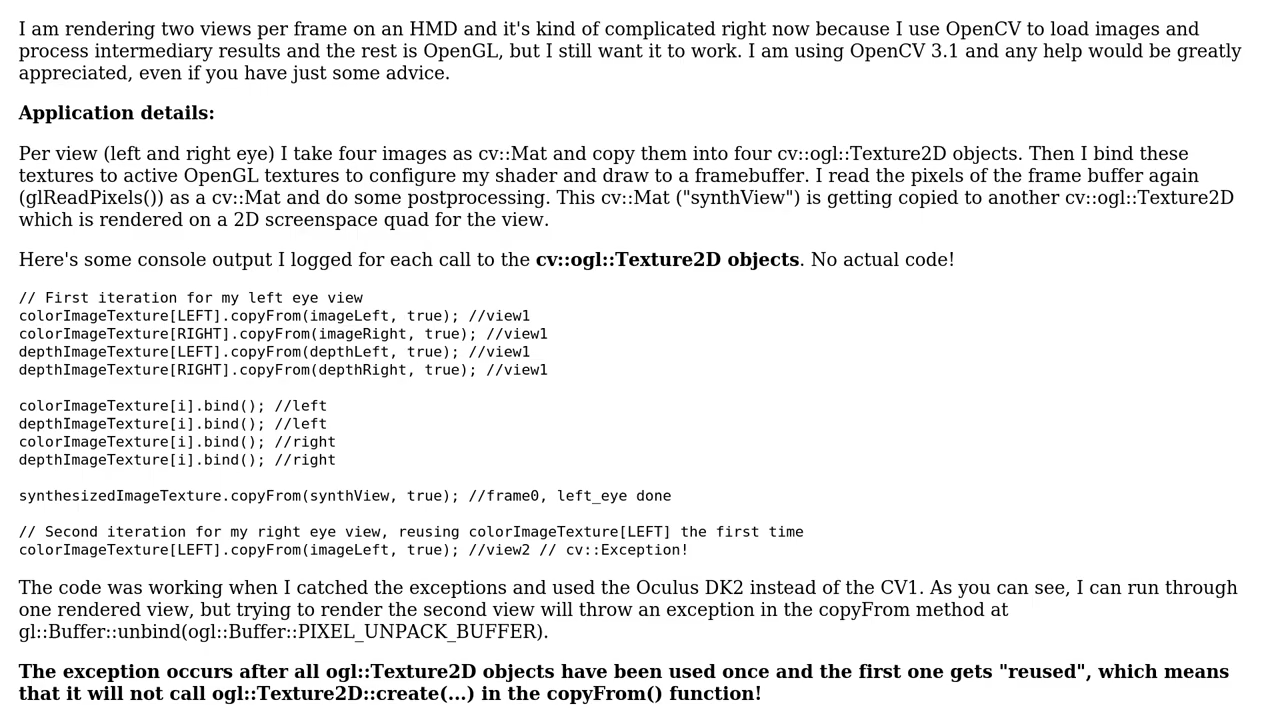 I am rendering two views per frame on an HMD and it's kind of complicated right now because I use OpenCV to load images and
process intermediary results and the rest is OpenGL, but I still want it to work. I am using OpenCV 3.1 and any help would be greatly
appreciated, even if you have just some advice.
Application details:
Per view (left and right eye) I take four images as cv::Mat and copy them into four cv::ogl::Texture2D objects. Then I bind these
textures to active OpenGL textures to configure my shader and draw to a framebuffer. I read the pixels of the frame buffer again
(glReadPixels()) as a cv::Mat and do some postprocessing. This cv::Mat ("synthView") is getting copied to another cv::ogl::Texture2D
which is rendered on a 2D screenspace quad for the view.
Here's some console output I logged for each call to the cv::ogl::Texture2D objects. No actual code!
// First iteration for my left eye view
colorImageTexture[LEFT].copyFrom(imageLeft, true); //view1
colorImageTexture[RIGHT].copyFrom(imageRight, true); //view1
depthImageTexture[LEFT].copyFrom(depthLeft, true); //view1
depthImageTexture[RIGHT].copyFrom(depthRight, true); //view1
colorImageTexture[i].bind(); //left
depthImageTexture[i].bind(); //left
colorImageTexture[i].bind(); //right
depthImageTexture[i].bind(); //right
synthesizedImageTexture.copyFrom(synthView, true); //frame0, left_eye done
// Second iteration for my right eye view, reusing colorImageTexture[LEFT] the first time
colorImageTexture[LEFT].copyFrom(imageLeft, true); //view2 // cv::Exception!
The code was working when I catched the exceptions and used the Oculus DK2 instead of the CV1. As you can see, I can run through
one rendered view, but trying to render the second view will throw an exception in the copyFrom method at
gl::Buffer::unbind(ogl::Buffer::PIXEL_UNPACK_BUFFER).
The exception occurs after all ogl::Texture2D objects have been used once and the first one gets "reused", which means
that it will not call ogl::Texture2D::create(...) in the copyFrom() function!